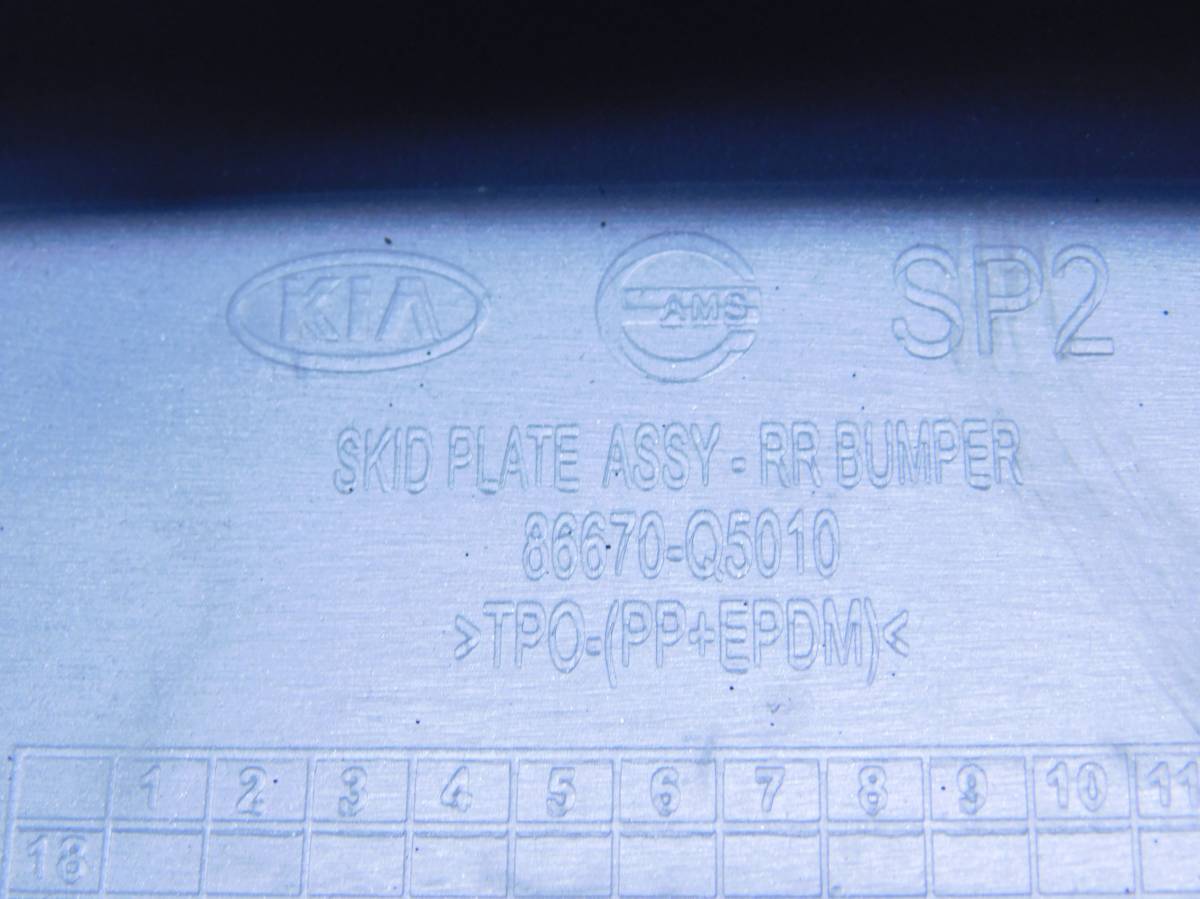 KIA AMS SP2
SKID PLATE ASSY - RR BUMPER
86670-Q5010
>TPO-(PP+EPDM)<
1 2 3 4 5 6 7 8 9 10 11
18